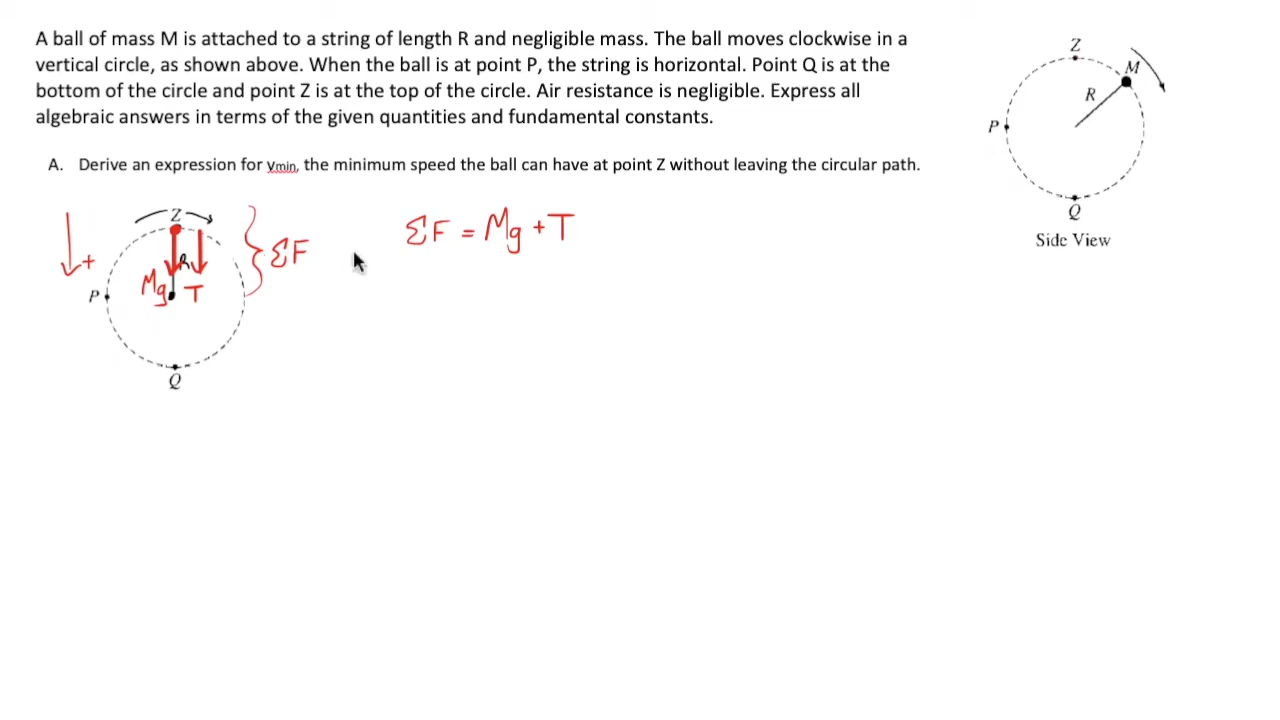 A ball of mass M is attached to a string of length R and negligible mass. The ball moves clockwise in a
vertical circle, as shown above. When the ball is at point P, the string is horizontal. Point Q is at the
bottom of the circle and point Z is at the top of the circle. Air resistance is negligible. Express all
algebraic answers in terms of the given quantities and fundamental constants.
A. Derive an expression for vmin, the minimum speed the ball can have at point Z without leaving the circular path.
Z
M
R
P
Q
Side View
Z
+
R
Mg
T
P
Q
ΣF
ΣF = Mg + T